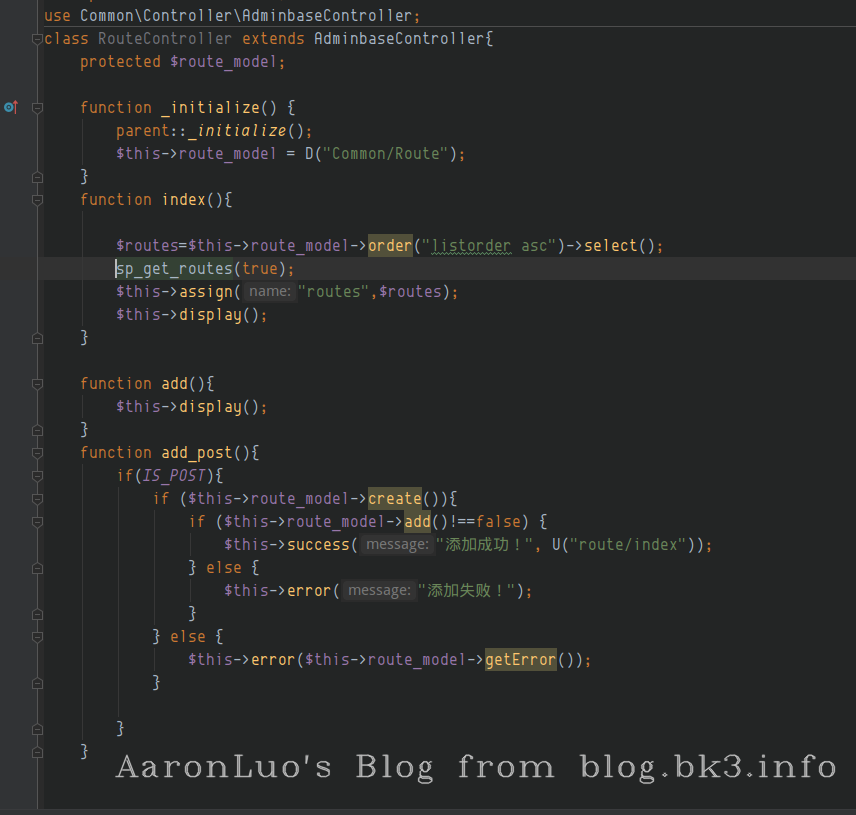 use Common\Controller\AdminbaseController;
class RouteController extends AdminbaseController{
protected $route_model;
function _initialize() {
parent::_initialize();
$this->route_model = D("Common/Route");
}
function index(){
$routes=$this->route_model->order("listorder asc")->select();
sp_get_routes(true);
$this->assign( name: "routes",$routes);
$this->display();
}
function add(){
$this->display();
}
function add_post(){
if(IS_POST){
if ($this->route_model->create()){
if ($this->route_model->add()!==false) {
$this->success( message: "添加成功！", U("route/index"));
} else {
$this->error( message: "添加失败！");
}
} else {
$this->error($this->route_model->getError());
}
}
}
AaronLuo's Blog from blog.bk3.info